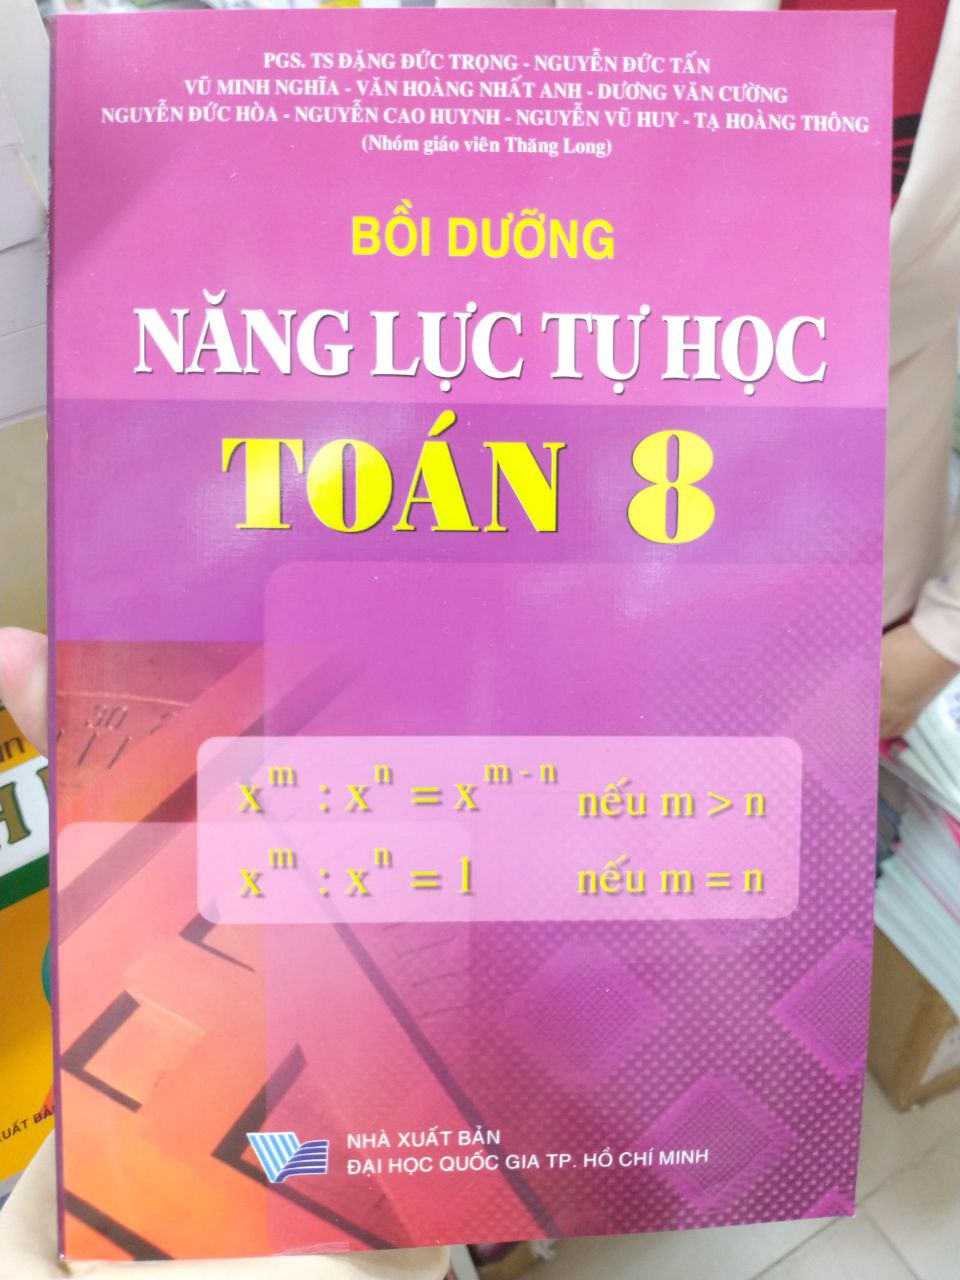 PGS. TS ĐẶNG ĐỨC TRỌNG - NGUYỄN ĐỨC TẤN
VŨ MINH NGHĨA - VĂN HOÀNG NHẤT ANH - DƯƠNG VĂN CƯỜNG
NGUYỄN ĐỨC HÒA - NGUYỄN CAO HUYNH - NGUYỄN VŨ HUY - TẠ HOÀNG THÔNG
(Nhóm giáo viên Thăng Long)
BỒI DƯỠNG
NĂNG LỰC TỰ HỌC
TOÁN 8
30
x^m : x^n = x^{m - n} nếu m > n
x^m : x^n = 1 nếu m = n
NHÀ XUẤT BẢN
ĐẠI HỌC QUỐC GIA TP. HỒ CHÍ MINH